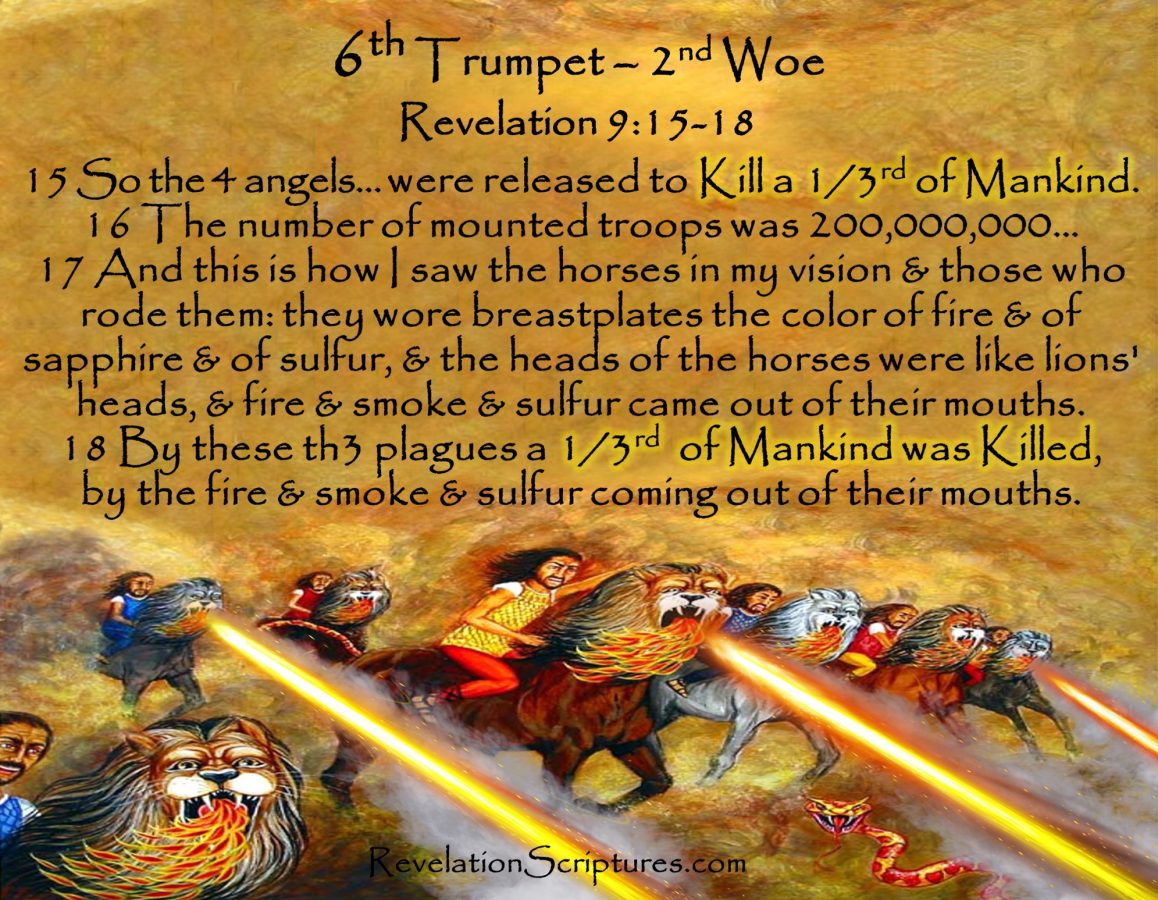 6th Trumpet – 2nd Woe
Revelation 9:15-18
15 So the 4 angels... were released to Kill a 1/3rd of Mankind.
16 The number of mounted troops was 200,000,000...
17 And this is how I saw the horses in my vision & those who
rode them: they wore breastplates the color of fire & of
sapphire & of sulfur, & the heads of the horses were like lions'
heads, & fire & smoke & sulfur came out of their mouths.
18 By these th3 plagues a 1/3rd of Mankind was Killed,
by the fire & smoke & sulfur coming out of their mouths.
RevelationScriptures.com